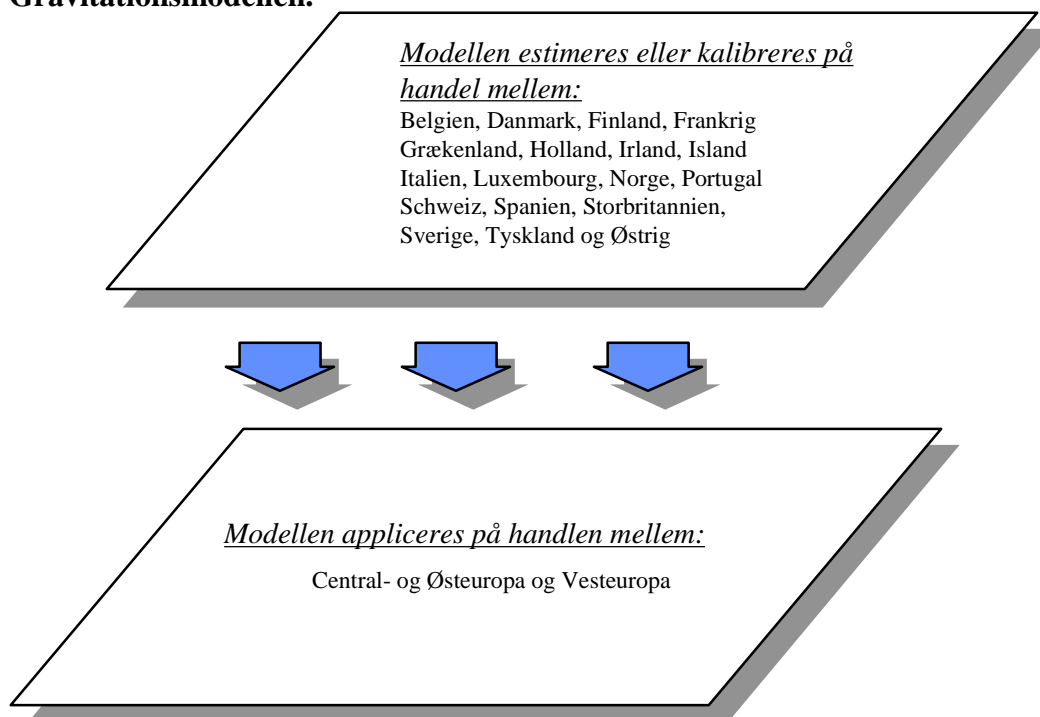 Gravitationsmodellen.
Modellen estimeres eller kalibreres på
handel mellem:
Belgien, Danmark, Finland, Frankrig
Grækenland, Holland, Irland, Island
Italien, Luxembourg, Norge, Portugal
Schweiz, Spanien, Storbritannien,
Sverige, Tyskland og Østrig
Modellen appliceres på handlen mellem:
Central- og Østeuropa og Vesteuropa